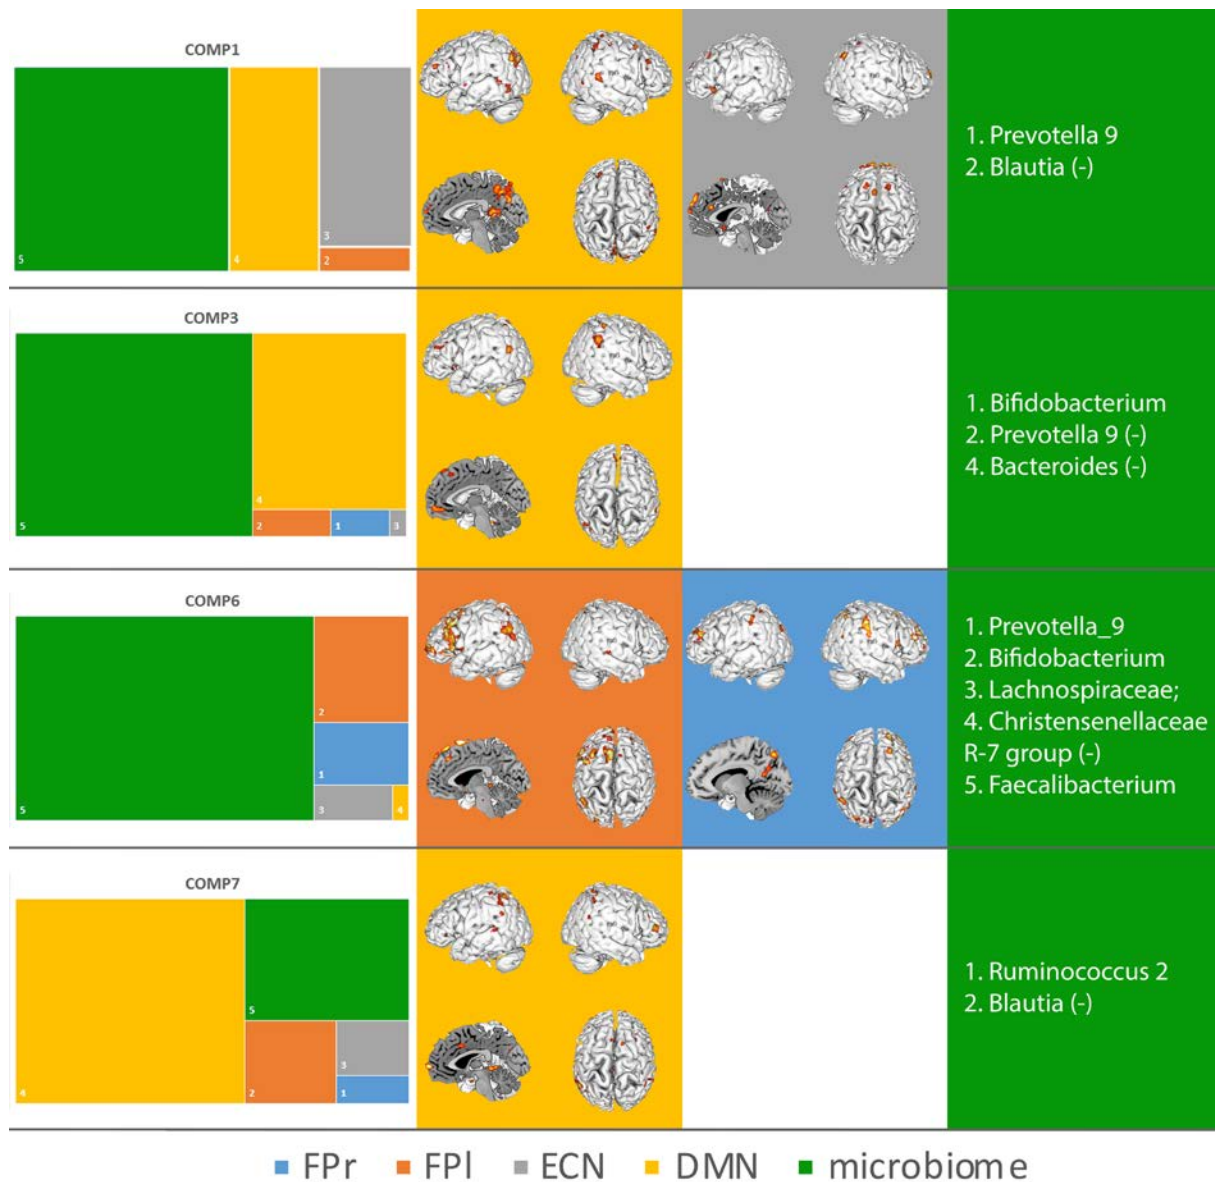 COMP1
5
4
3
2
1. Prevotella 9
2. Blautia (-)
COMP3
5
4
2
1
3
1. Bifidobacterium
2. Prevotella 9 (-)
4. Bacteroides (-)
COMP6
5
2
1
3
4
1. Prevotella_9
2. Bifidobacterium
3. Lachnospiraceae;
4. Christensenellaceae
R-7 group (-)
5. Faecalibacterium
COMP7
4
5
2
3
1
1. Ruminococcus 2
2. Blautia (-)
FPr FPl ECN DMN microbiome